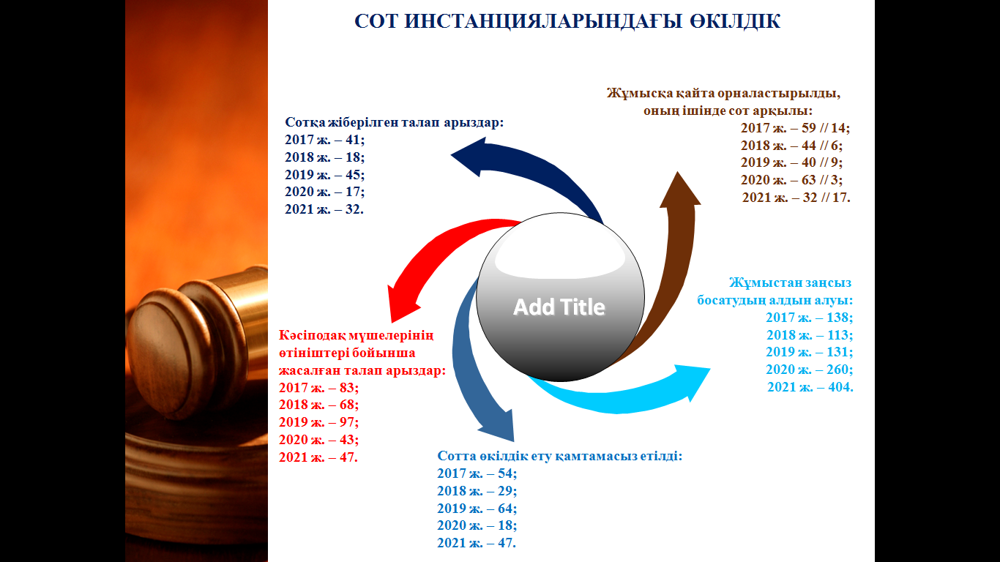 СОТ ИНСТАНЦИЯЛАРЫНДАҒЫ ӨКІЛДІК
Сотқа жіберілген талап арыздар:
2017 ж. – 41;
2018 ж. – 18;
2019 ж. – 45;
2020 ж. – 17;
2021 ж. – 32.
Жұмысқа қайта орналастырылды,
оның ішінде сот арқылы:
2017 ж. – 59 // 14;
2018 ж. – 44 // 6;
2019 ж. – 40 // 9;
2020 ж. – 63 // 3;
2021 ж. – 32 // 17.
Add Title
Жұмыстан заңсыз
босатудың алдын алуы:
2017 ж. – 138;
2018 ж. – 113;
2019 ж. – 131;
2020 ж. – 260;
2021 ж. – 404.
Кәсіподақ мүшелерінің
өтініштері бойынша
жасалған талап арыздар:
2017 ж. – 83;
2018 ж. – 68;
2019 ж. – 97;
2020 ж. – 43;
2021 ж. – 47.
Сотта өкілдік ету қамтамасыз етілді:
2017 ж. – 54;
2018 ж. – 29;
2019 ж. – 64;
2020 ж. – 18;
2021 ж. – 47.